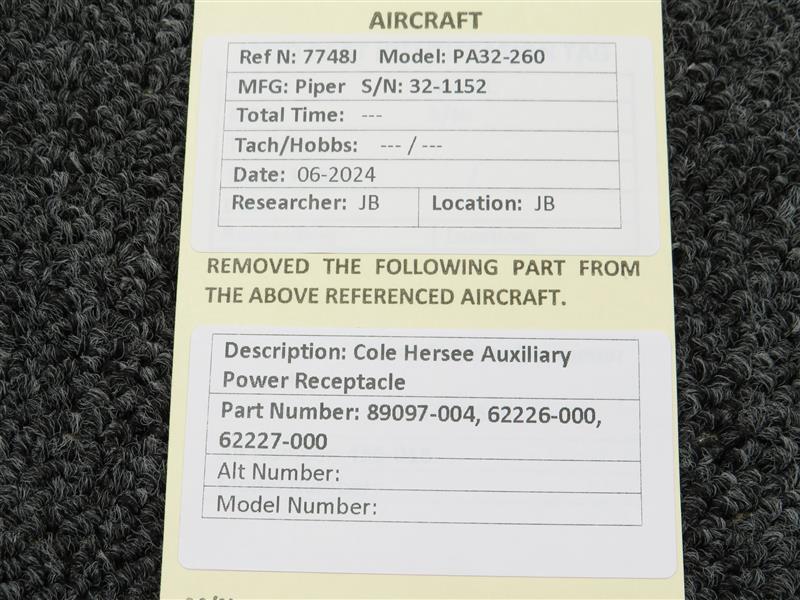 AIRCRAFT
Ref N: 7748J Model: PA32-260
MFG: Piper S/N: 32-1152
Total Time: ---
Tach/Hobbs: --- / ---
Date: 06-2024
Researcher: JB Location: JB
REMOVED THE FOLLOWING PART FROM
THE ABOVE REFERENCED AIRCRAFT.
Description: Cole Hersee Auxiliary
Power Receptacle
Part Number: 89097-004, 62226-000,
62227-000
Alt Number:
Model Number: